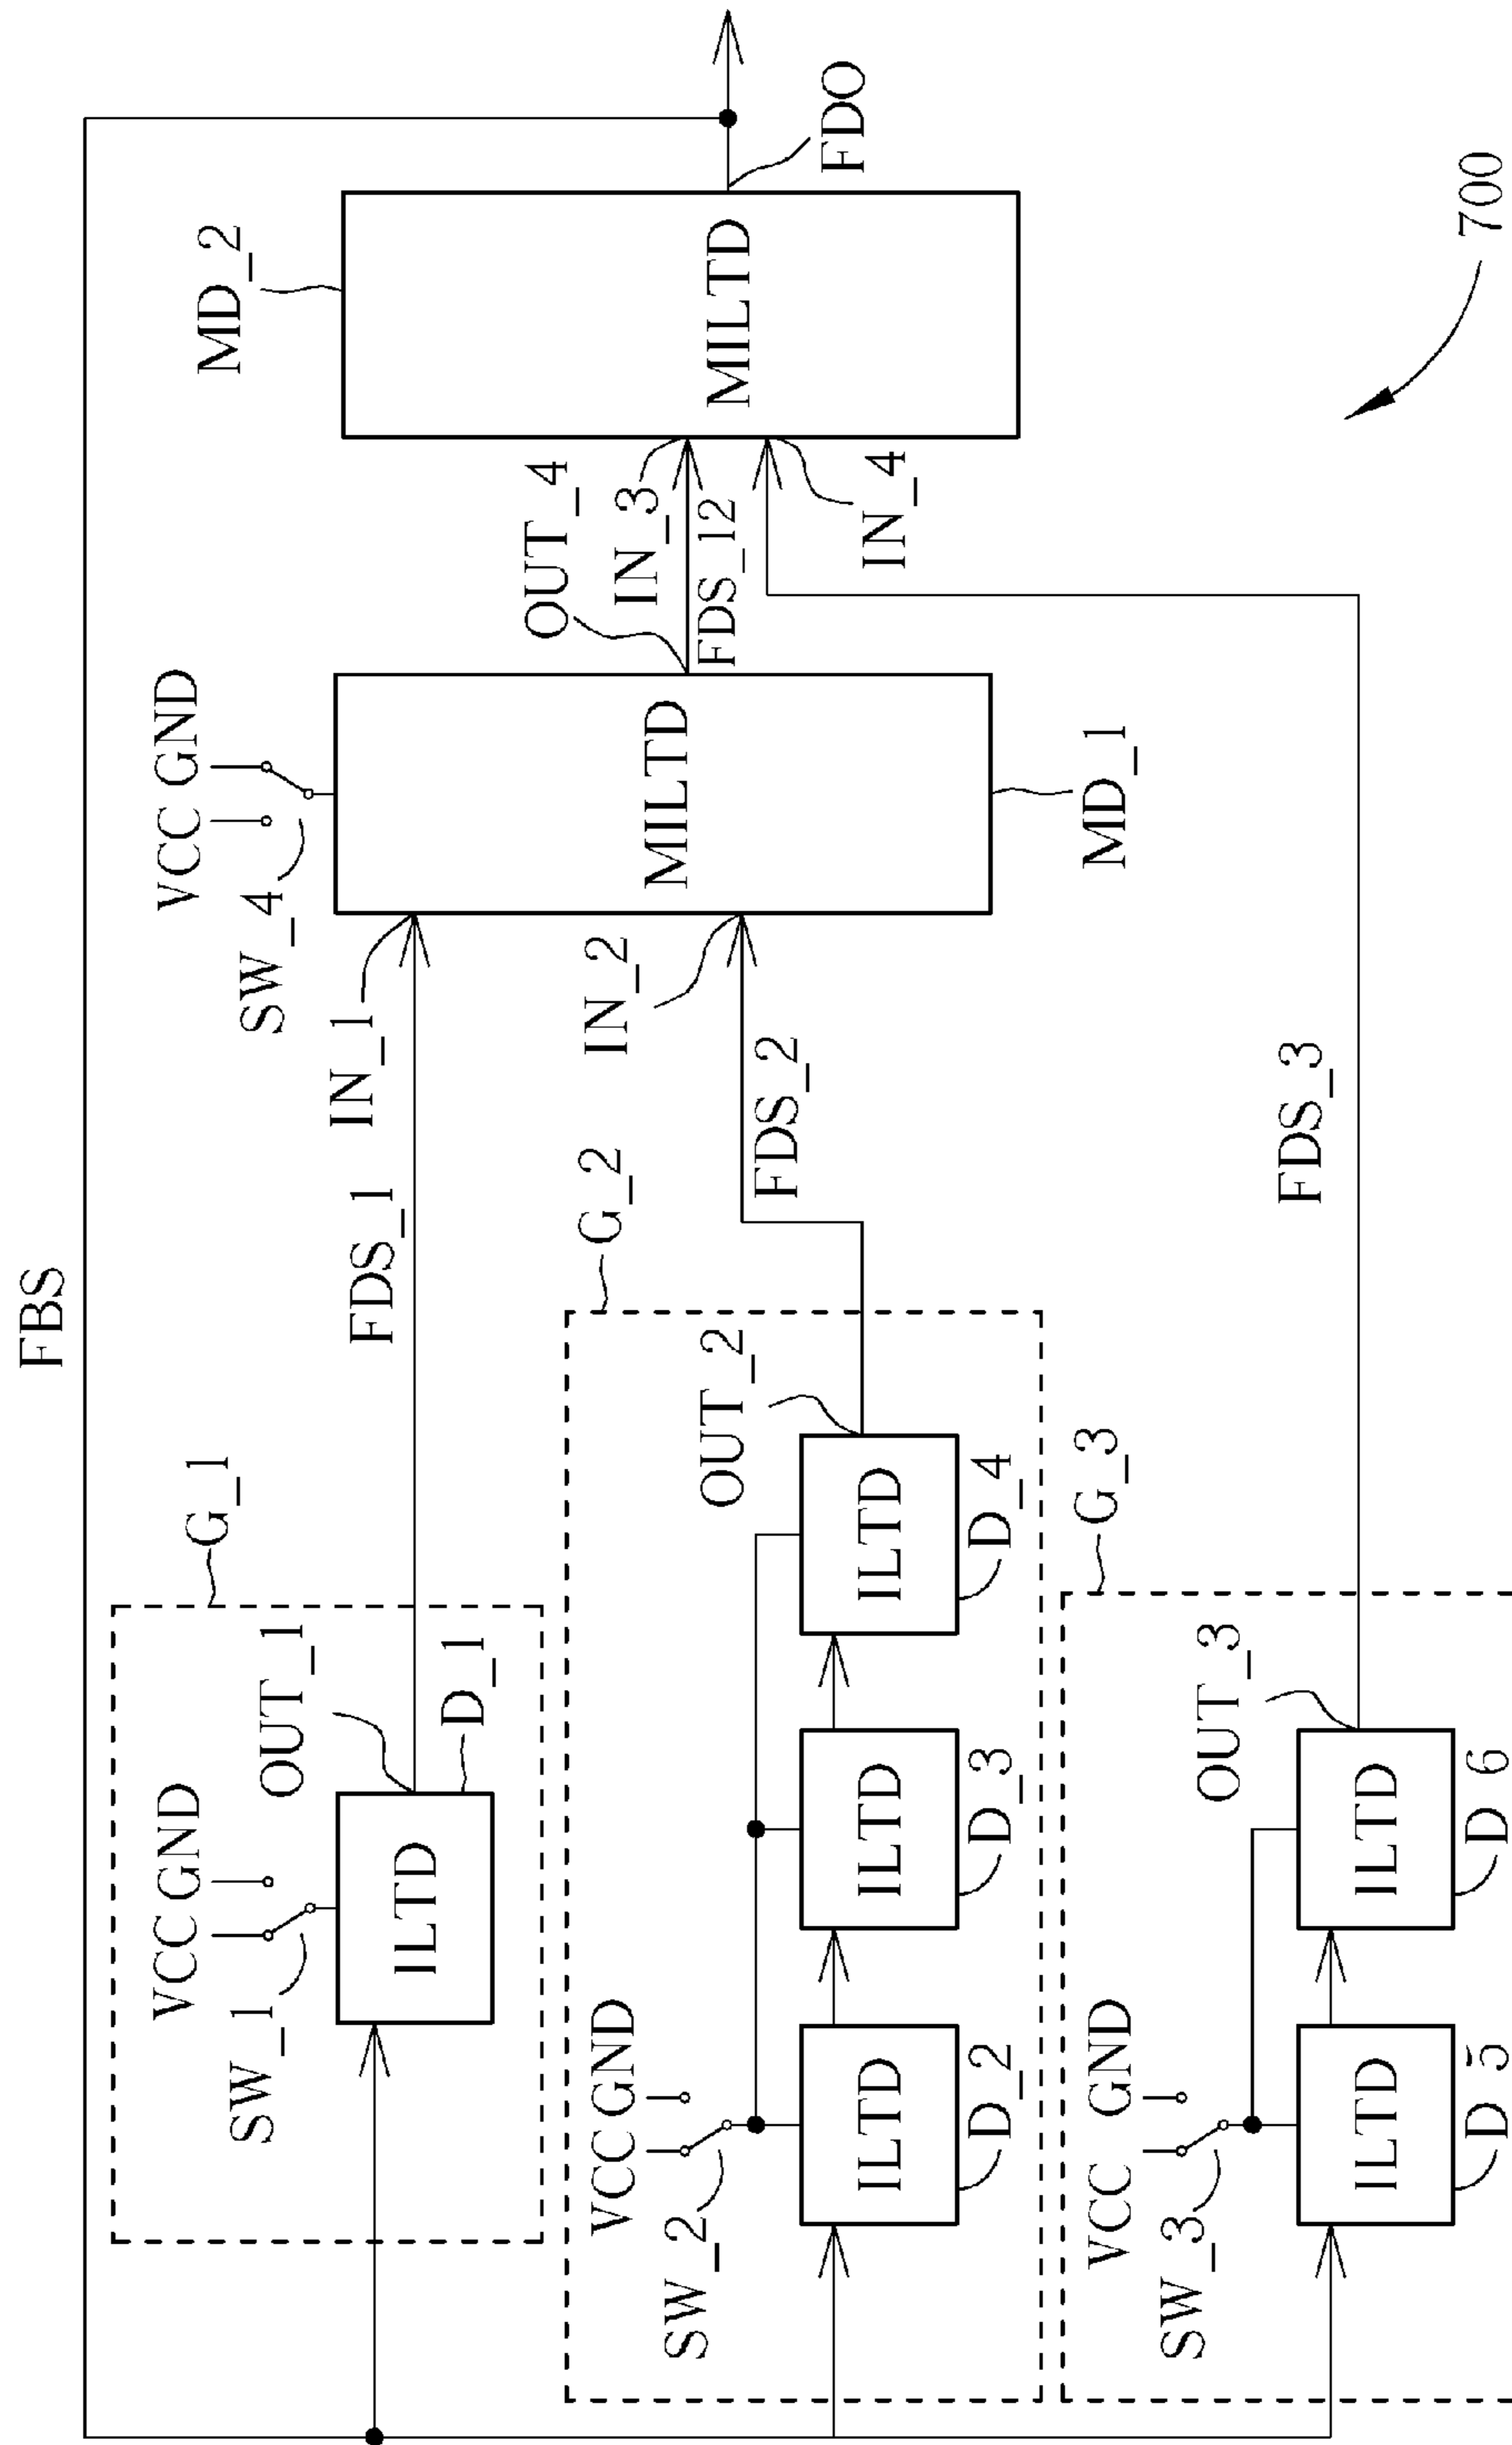 FBS
G_1
VCC GND
SW_1
ILTD
OUT_1
D_1
FDS_1
IN_1
VCC GND
SW_4
MILTD
MD_1
OUT_4
IN_3
FDS_12
MD_2
MILTD
IN_4
FDO
G_2
VCC GND
SW_2
ILTD
D_2
ILTD
D_3
ILTD
D_4
OUT_2
FDS_2
IN_2
G_3
VCC GND
SW_3
ILTD
D_5
ILTD
D_6
OUT_3
FDS_3
700